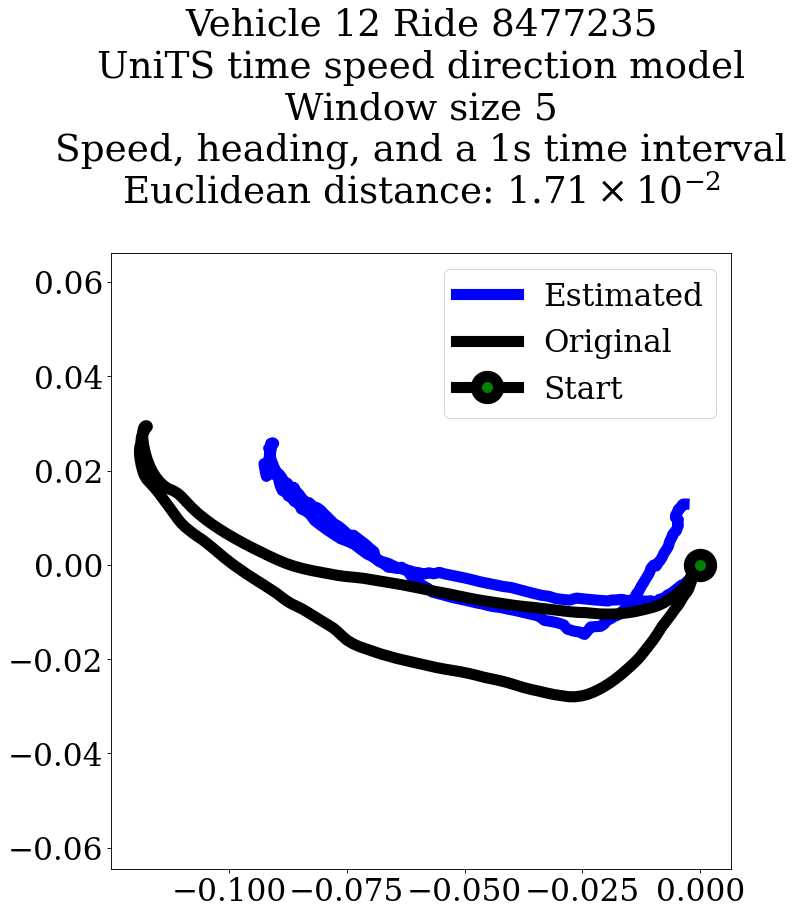 Vehicle 12 Ride 8477235
UniTS time speed direction model
Window size 5
Speed, heading, and a 1s time interval
Euclidean distance: 1.71 × 10⁻²
Estimated
Original
Start
0.06
0.04
0.02
0.00
−0.02
−0.04
−0.06
−0.100 −0.075 −0.050 −0.025 0.000